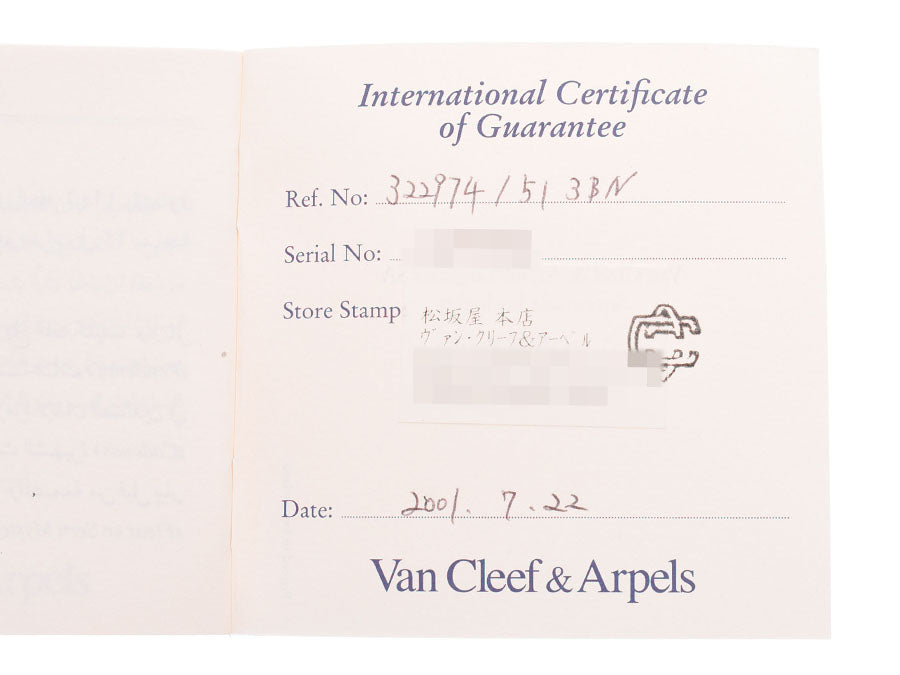 International Certificate
of Guarantee
Ref. No: 322974/51 3BN
Serial No:
Store Stamp
松坂屋 本店
ヴァン・クリーフ&アーペル
Date: 2001. 7. 22
Van Cleef & Arpels